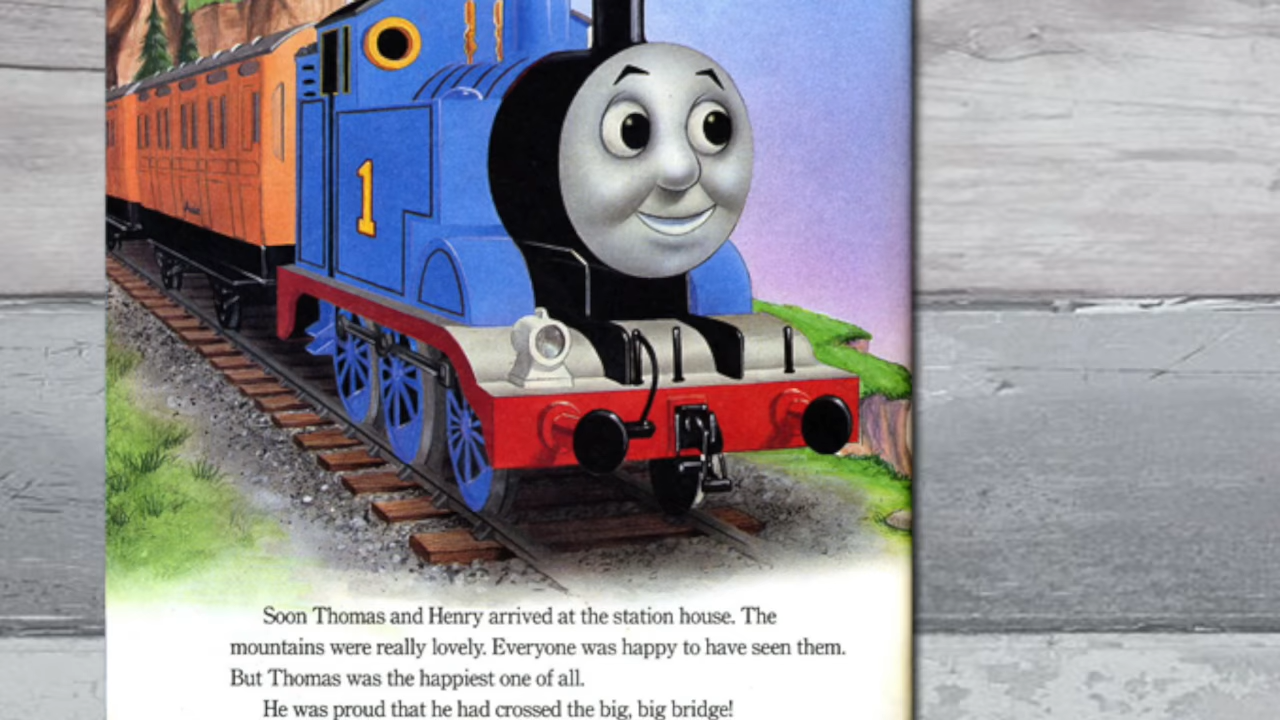 1
Soon Thomas and Henry arrived at the station house. The
mountains were really lovely. Everyone was happy to have seen them.
But Thomas was the happiest one of all.
He was proud that he had crossed the big, big bridge!